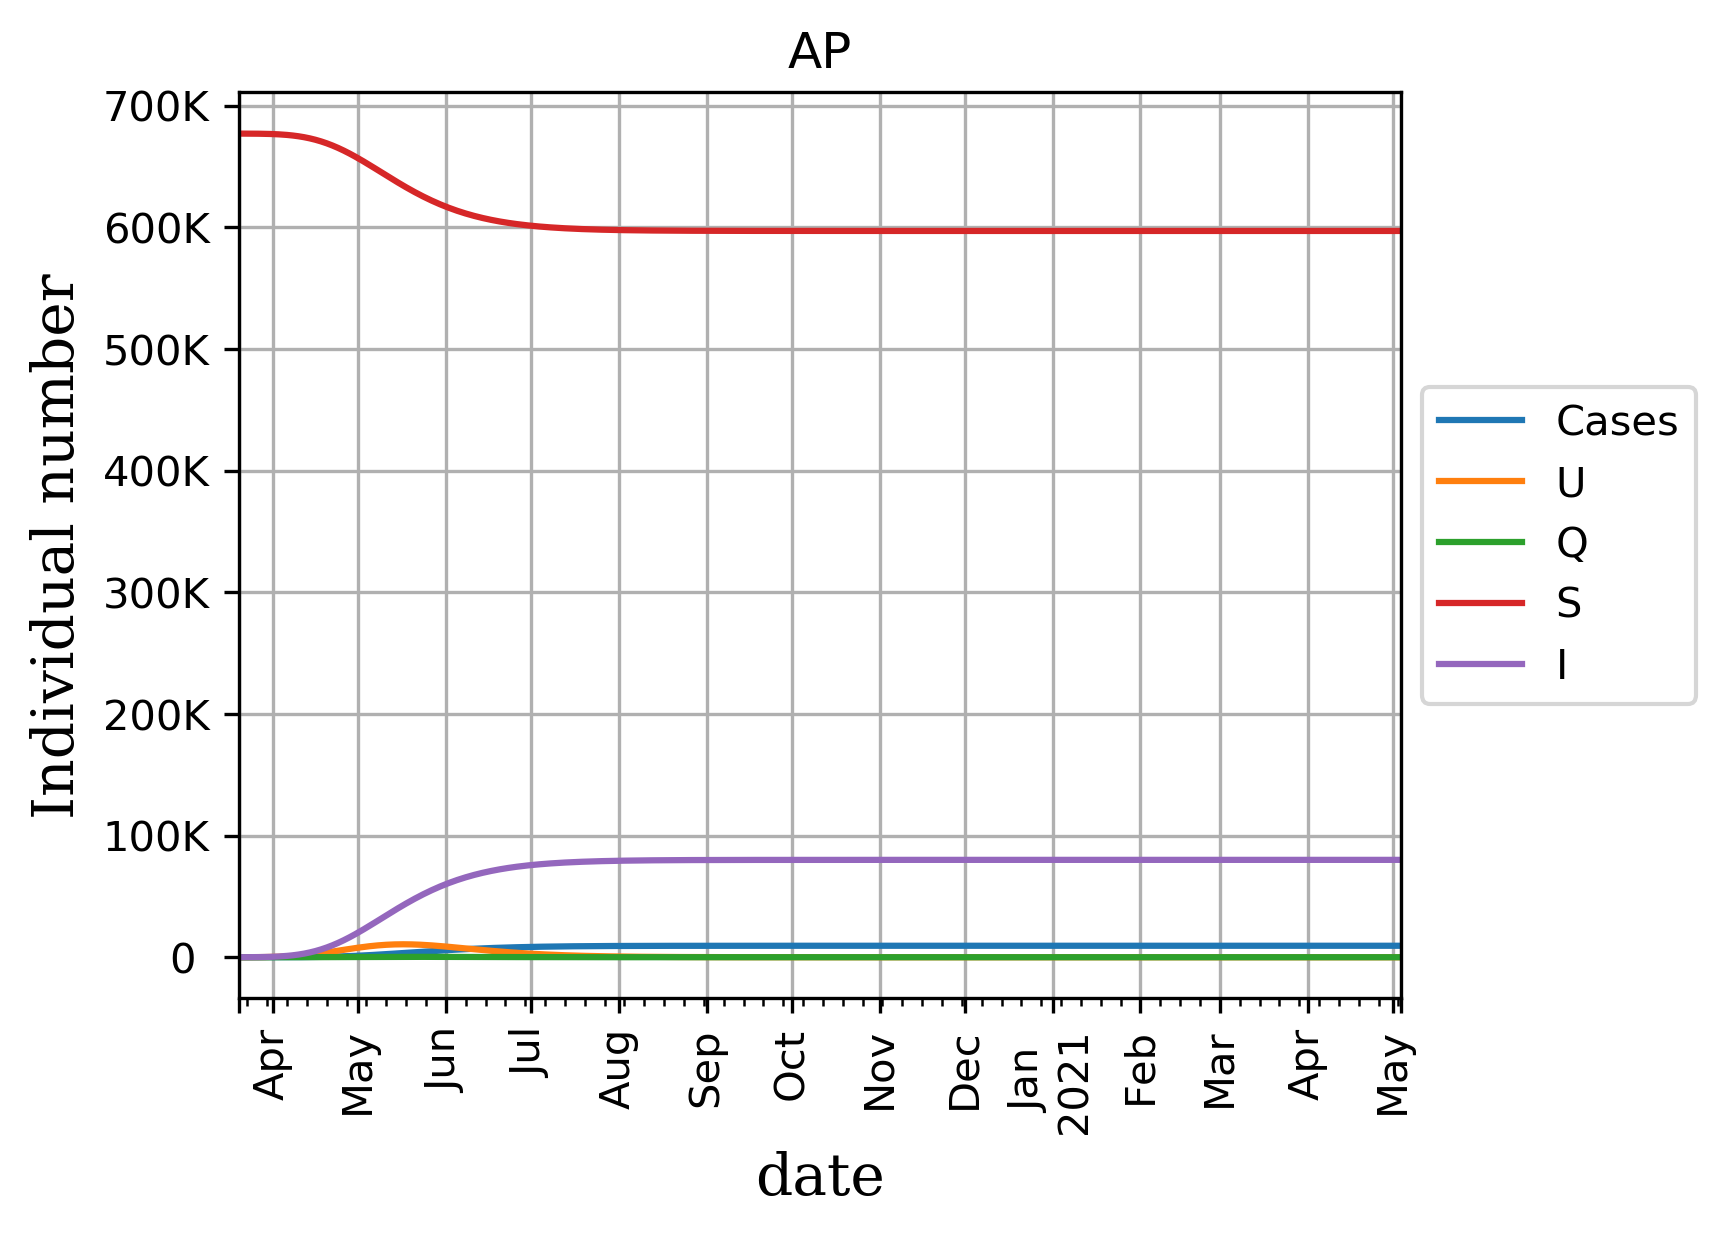 AP
700K
600K
500K
400K
300K
200K
100K
0
Individual number
Apr
May
Jun
Jul
Aug
Sep
Oct
Nov
Dec
Jan
2021
Feb
Mar
Apr
May
date
Cases
U
Q
S
I